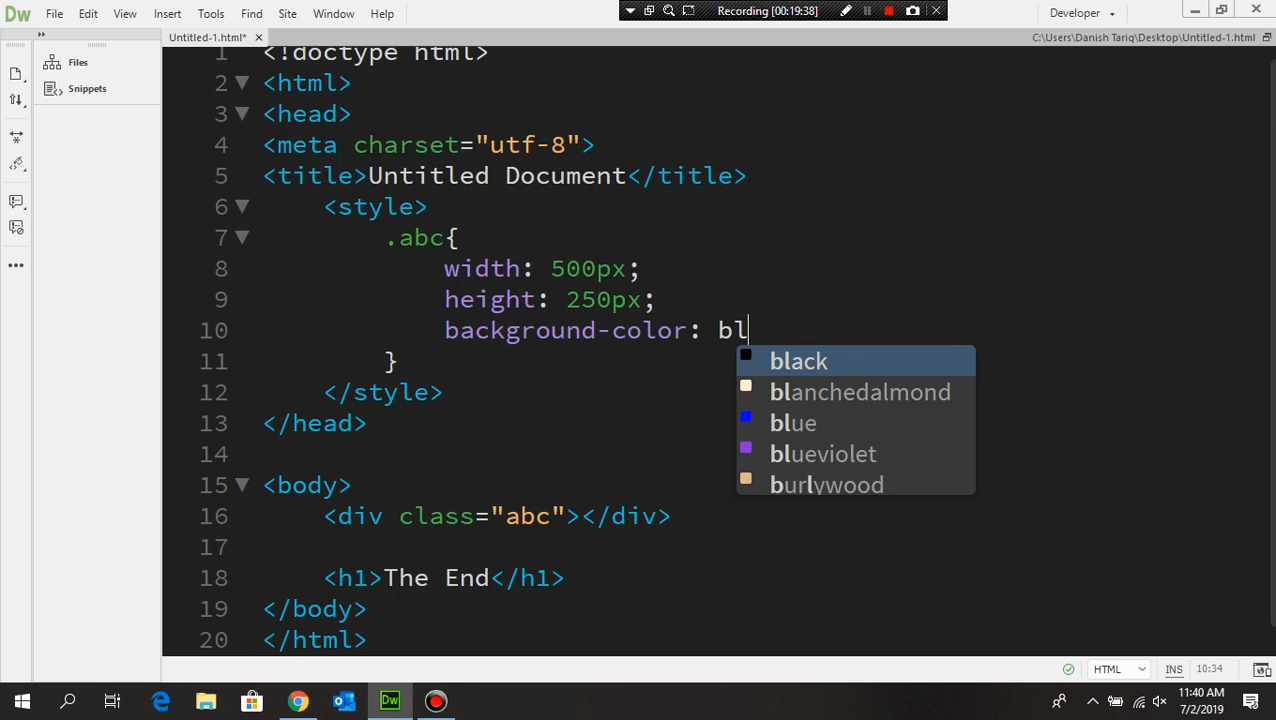 Dw File Edit View Insert Tools Find Site Window Help Recording [00:19:38] Developer
Untitled-1.html* × C:\Users\Danish Tariq\Desktop\Untitled-1.html
Files
Snippets
1 <!doctype html>
2 <html>
3 <head>
4 <meta charset="utf-8">
5 <title>Untitled Document</title>
6 <style>
7 .abc{
8 width: 500px;
9 height: 250px;
10 background-color: bl
11 }
12 </style>
13 </head>
14
15 <body>
16 <div class="abc"></div>
17
18 <h1>The End</h1>
19 </body>
20 </html>
black
blanchedalmond
blue
blueviolet
burlywood
HTML INS 10:34
Dw
11:40 AM
7/2/2019